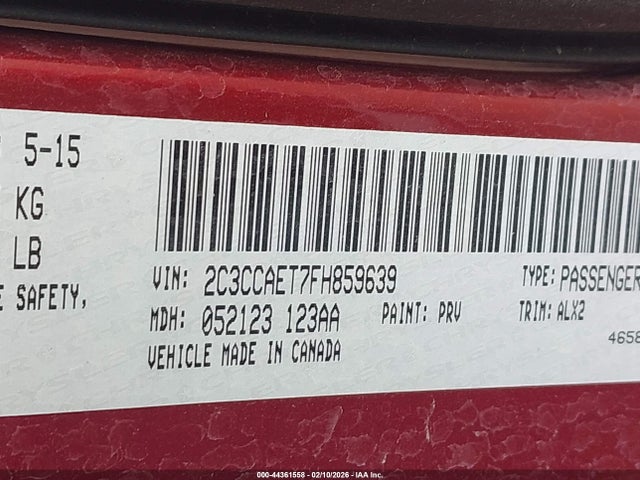 5-15
KG
LB
SAFETY,
VIN: 2C3CCAET7FH859639
TYPE: PASSENGER
MDH: 052123 123AA
PAINT: PRV
TRIM: ALX2
VEHICLE MADE IN CANADA
4658
000-44361558 — 02/10/2026 — IAA Inc.